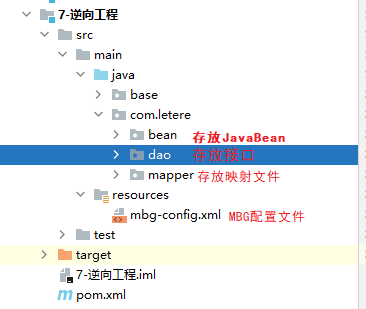 7-逆向工程
src
main
java
base
com.letere
bean 存放JavaBean
dao 存放接口
mapper 存放映射文件
resources
mbg-config.xml MBG配置文件
test
target
7-逆向工程.iml
pom.xml